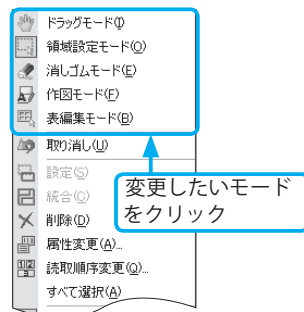 ドラッグモード(I)
領域設定モード(O)
消しゴムモード(E)
作図モード(F)
表編集モード(B)
取り消し(U)
設定(S)
統合(C)
削除(D)
属性変更(A)...
読取順序変更(Q)...
すべて選択(A)
変更したいモード
をクリック